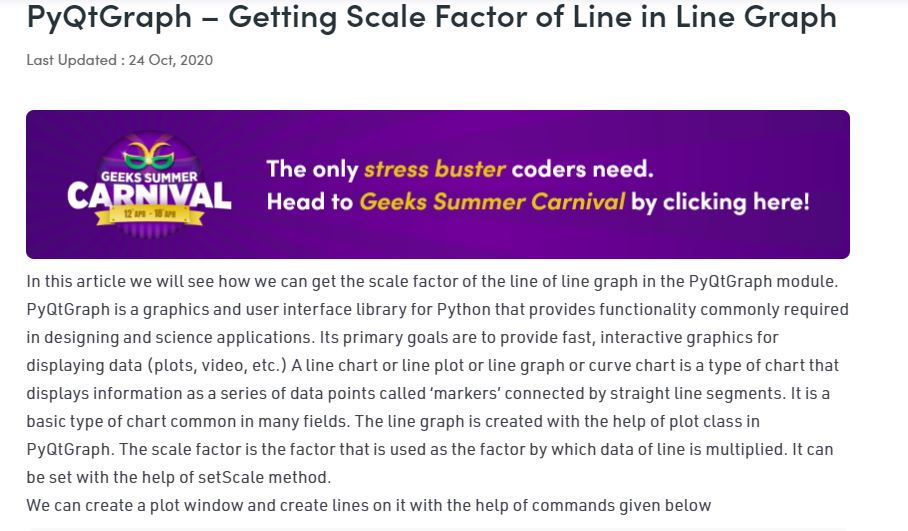 PyQtGraph – Getting Scale Factor of Line in Line Graph
Last Updated : 24 Oct, 2020
GEEKS SUMMER
CARNIVAL
12 APR - 18 APR
The only stress buster coders need.
Head to Geeks Summer Carnival by clicking here!
In this article we will see how we can get the scale factor of the line of line graph in the PyQtGraph module.
PyQtGraph is a graphics and user interface library for Python that provides functionality commonly required
in designing and science applications. Its primary goals are to provide fast, interactive graphics for
displaying data (plots, video, etc.) A line chart or line plot or line graph or curve chart is a type of chart that
displays information as a series of data points called ‘markers’ connected by straight line segments. It is a
basic type of chart common in many fields. The line graph is created with the help of plot class in
PyQtGraph. The scale factor is the factor that is used as the factor by which data of line is multiplied. It can
be set with the help of setScale method.
We can create a plot window and create lines on it with the help of commands given below